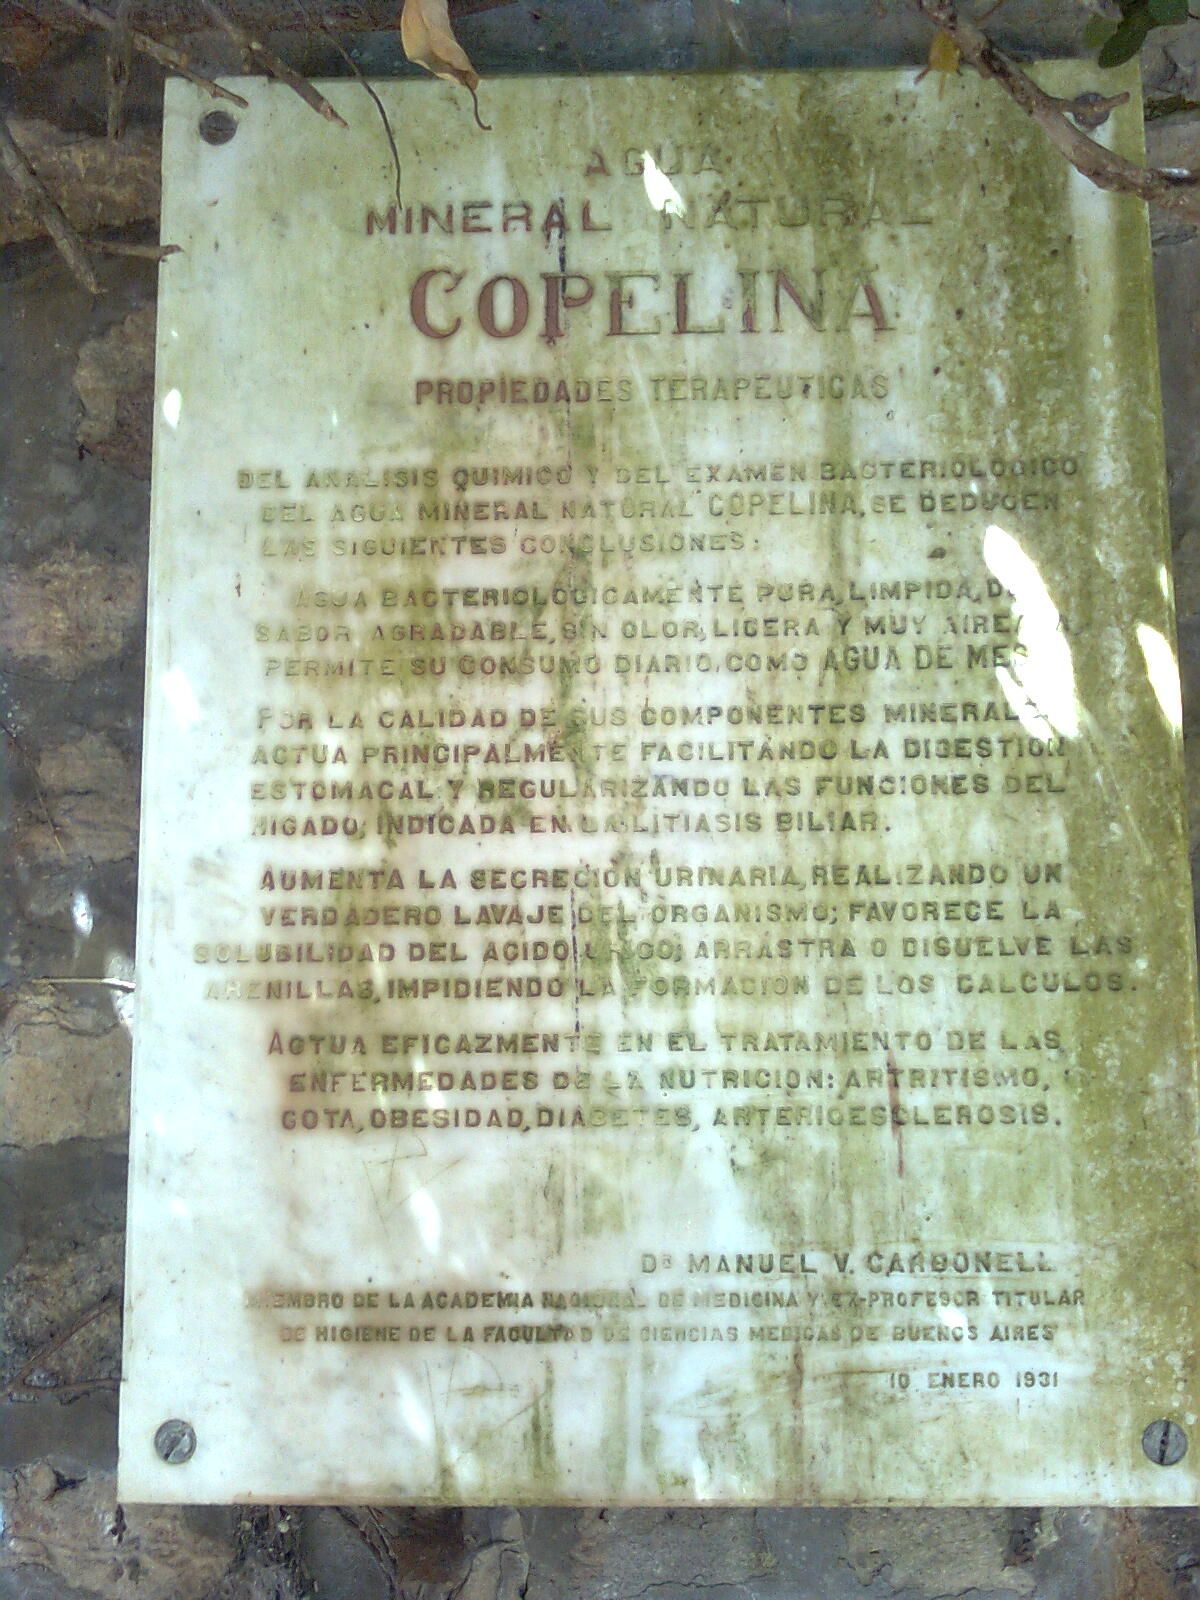 AGUA
MINERAL NATURAL
COPELINA
PROPIEDADES TERAPEUTICAS
DEL ANALISIS QUIMICO Y DEL EXAMEN BACTERIOLOGICO
DEL AGUA MINERAL NATURAL COPELINA, SE DEDUCEN
LAS SIGUIENTES CONCLUSIONES:
AGUA BACTERIOLOGICAMENTE PURA, LIMPIDA,
SABOR AGRADABLE, SIN OLOR, LIGERA Y MUY
PERMITE SU CONSUMO DIARIO, COMO AGUA DE
POR LA CALIDAD DE SUS COMPONENTES
ACTUA PRINCIPALMENTE FACILITANDO LA DIGESTION
ESTOMACAL Y REGULARIZANDO LAS FUNCIONES DEL
HIGADO; INDICADA EN LA LITIASIS BILIAR.
AUMENTA LA SECRECION URINARIA, REALIZANDO UN
VERDADERO LAVAJE DEL ORGANISMO; FAVORECE LA
SOLUBILIDAD DEL ACIDO URICO; ARRASTRA O DISUELVE LAS
ARENILLAS, IMPIDIENDO LA FORMACION DE LOS CALCULOS.
ACTUA EFICAZMENTE EN EL TRATAMIENTO DE LAS
ENFERMEDADES DE LA NUTRICION: ARTRITISMO,
GOTA, OBESIDAD, DIABETES, ARTERIOESCLEROSIS.
DR MANUEL V. CARBONELL
MIEMBRO DE LA ACADEMIA NACIONAL DE MEDICINA Y EX-PROFESOR TITULAR
DE HIGIENE DE LA FACULTAD DE CIENCIAS MEDICAS DE BUENOS AIRES
10 ENERO 1931